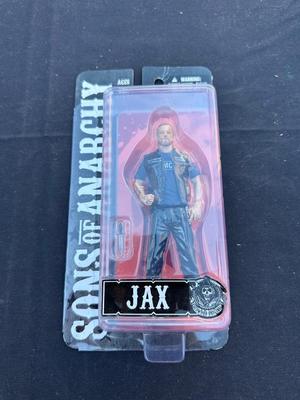 AGES
WARNING:
SONS OF ANARCHY
JAX